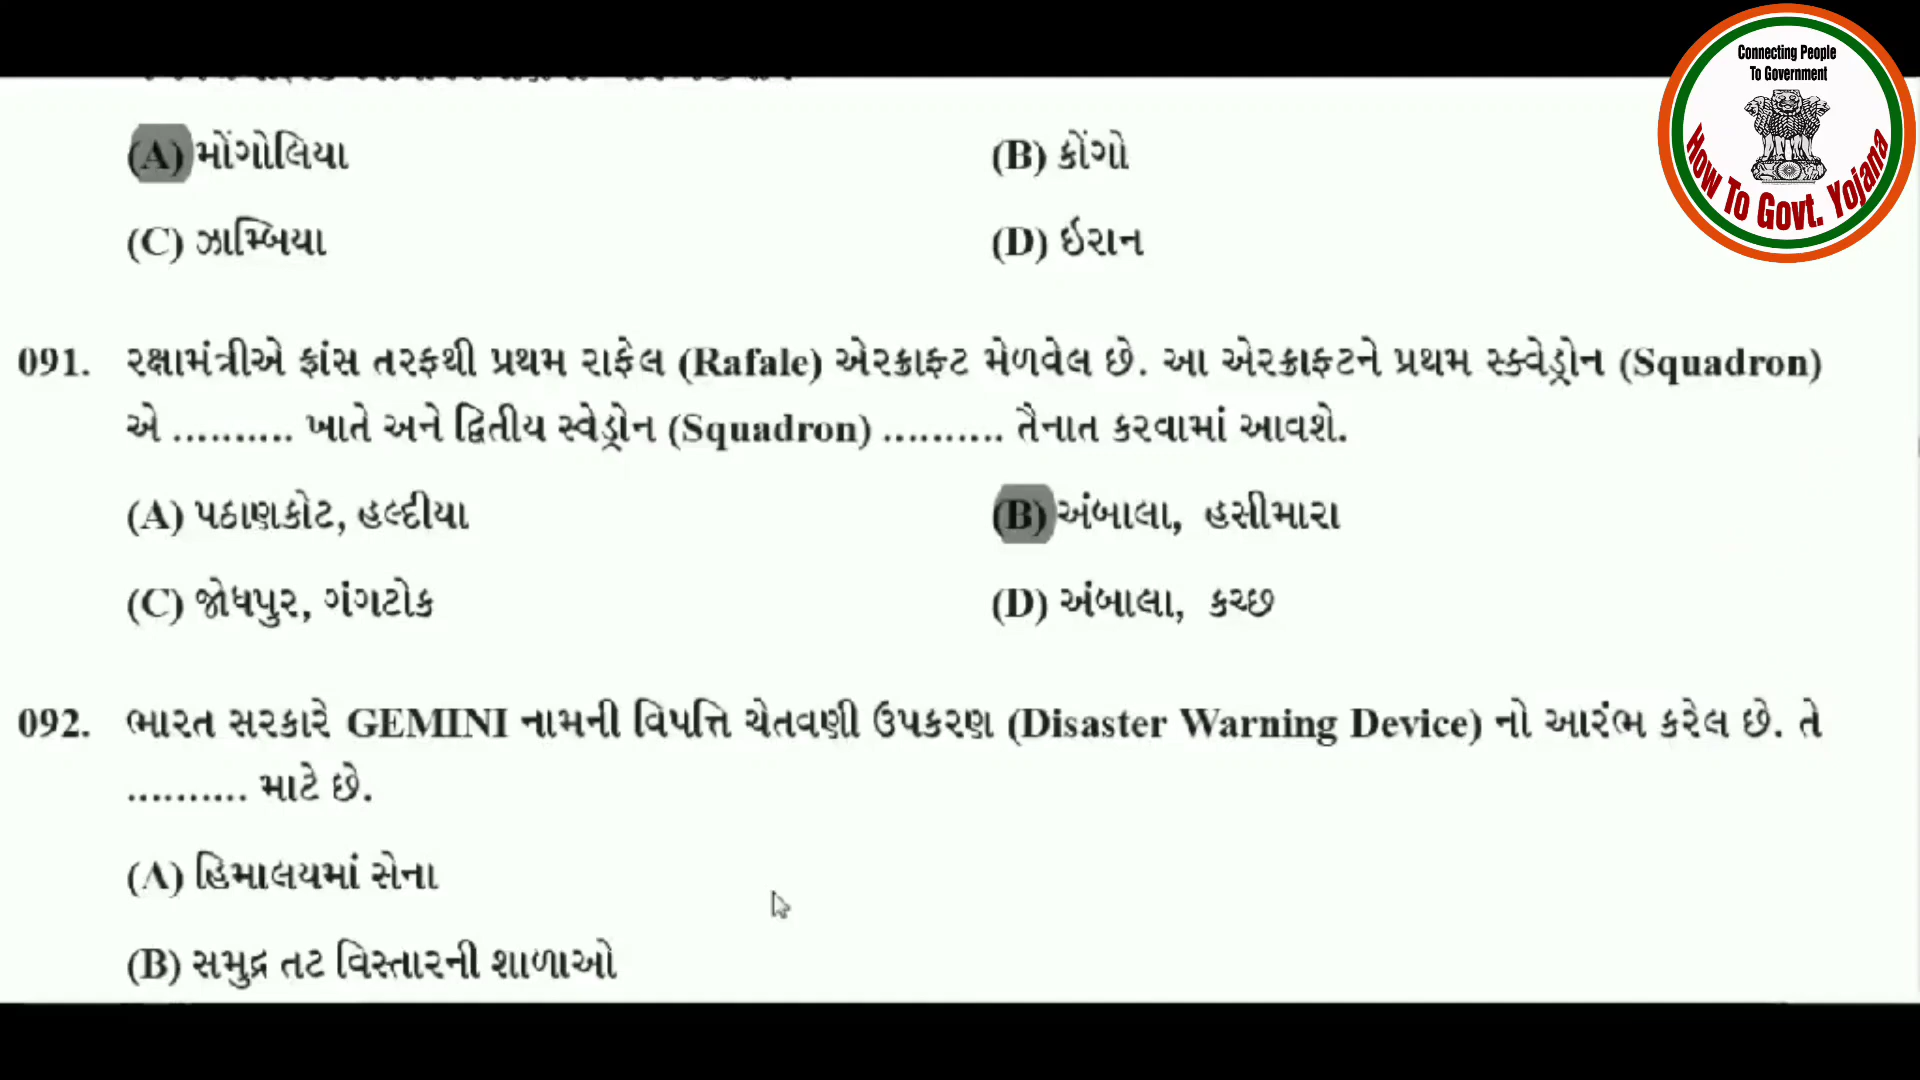 Connecting People
To Government
How To Govt. Yojana
(A) મોંગોલિયા
(B) કોંગો
(C) ઝામ્બિયા
(D) ઇરાન
091. રક્ષામંત્રીએ ફ્રાંસ તરફથી પ્રથમ રાફેલ (Rafale) એરક્રાફ્ટ મેળવેલ છે. આ એરક્રાફ્ટને પ્રથમ સ્ક્વેડ્રોન (Squadron)
એ .......... ખાતે અને દ્વિતીય સ્વેડ્રોન (Squadron) .......... તૈનાત કરવામાં આવશે.
(A) પઠાણકોટ, હલ્દીયા
(B) અંબાલા, હસીમારા
(C) જોધપુર, ગંગટોક
(D) અંબાલા, કચ્છ
092. ભારત સરકારે GEMINI નામની વિપત્તિ ચેતવણી ઉપકરણ (Disaster Warning Device) નો આરંભ કરેલ છે. તે
.......... માટે છે.
(A) હિમાલયમાં સેના
(B) સમુદ્ર તટ વિસ્તારની શાળાઓ